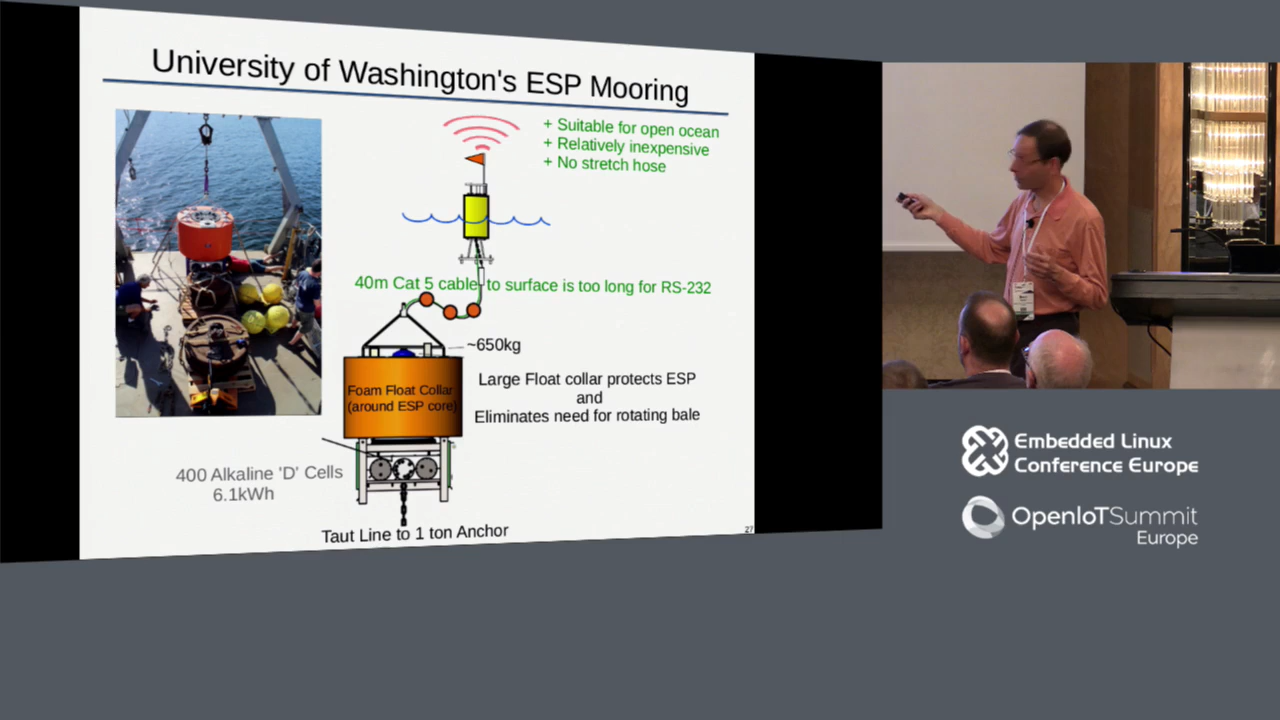 University of Washington's ESP Mooring
+ Suitable for open ocean
+ Relatively inexpensive
+ No stretch hose
40m Cat 5 cable to surface is too long for RS-232
~650kg
Foam Float Collar
(around ESP core)
Large Float collar protects ESP
and
Eliminates need for rotating bale
400 Alkaline 'D' Cells
6.1kWh
Taut Line to 1 ton Anchor
27
Embedded Linux
Conference Europe
OpenIoTSummit
Europe